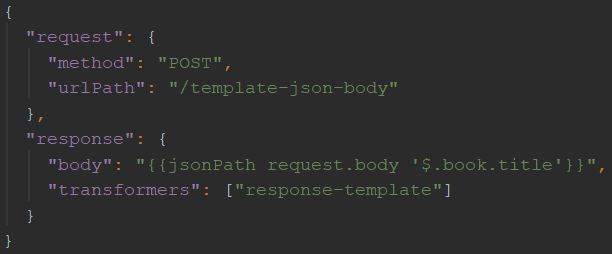 {
  "request": {
    "method": "POST",
    "urlPath": "/template-json-body"
  },
  "response": {
    "body": "{{jsonPath request.body '$.book.title'}}",
    "transformers": ["response-template"]
  }
}